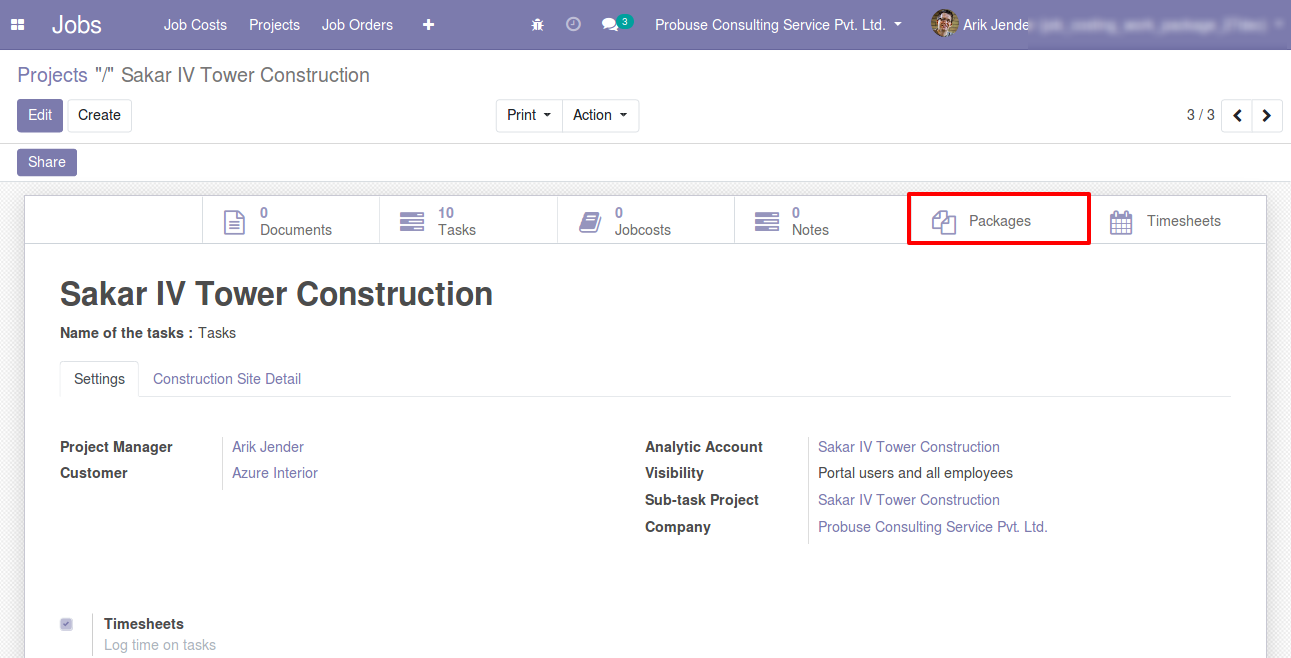 Jobs Job Costs Projects Job Orders 3 Probuse Consulting Service Pvt. Ltd. Arik Jender
Projects "/" Sakar IV Tower Construction
Edit Create Print Action 3 / 3
Share
0 Documents
10 Tasks
0 Jobcosts
0 Notes
Packages
Timesheets
Sakar IV Tower Construction
Name of the tasks : Tasks
Settings Construction Site Detail
Project Manager Arik Jender
Customer Azure Interior
Analytic Account Sakar IV Tower Construction
Visibility Portal users and all employees
Sub-task Project Sakar IV Tower Construction
Company Probuse Consulting Service Pvt. Ltd.
Timesheets
Log time on tasks